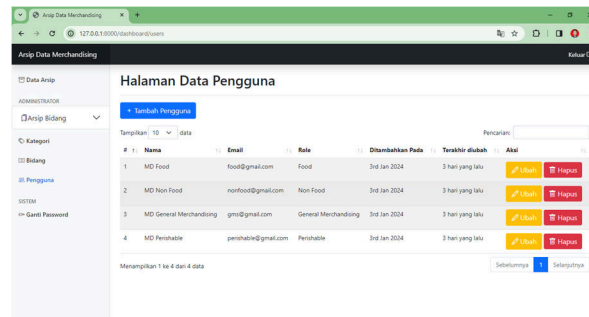 Arsip Data Merchandising
127.0.0.1:8000/dashboard/users
Arsip Data Merchandising Keluar
Data Arsip
ADMINISTRATOR
Arsip Bidang
Kategori
Bidang
Pengguna
SISTEM
Ganti Password
Halaman Data Pengguna
+ Tambah Pengguna
Tampilkan 10 data Pencarian:
# Nama Email Role Ditambahkan Pada Terakhir diubah Aksi
1 MD Food food@gmail.com Food 3rd Jan 2024 3 hari yang lalu Ubah Hapus
2 MD Non Food nonfood@gmail.com Non Food 3rd Jan 2024 3 hari yang lalu Ubah Hapus
3 MD General Merchandising gms@gmail.com General Merchandising 3rd Jan 2024 3 hari yang lalu Ubah Hapus
4 MD Perishable perishable@gmail.com Perishable 3rd Jan 2024 3 hari yang lalu Ubah Hapus
Menampilkan 1 ke 4 dari 4 data Sebelumnya 1 Selanjutnya